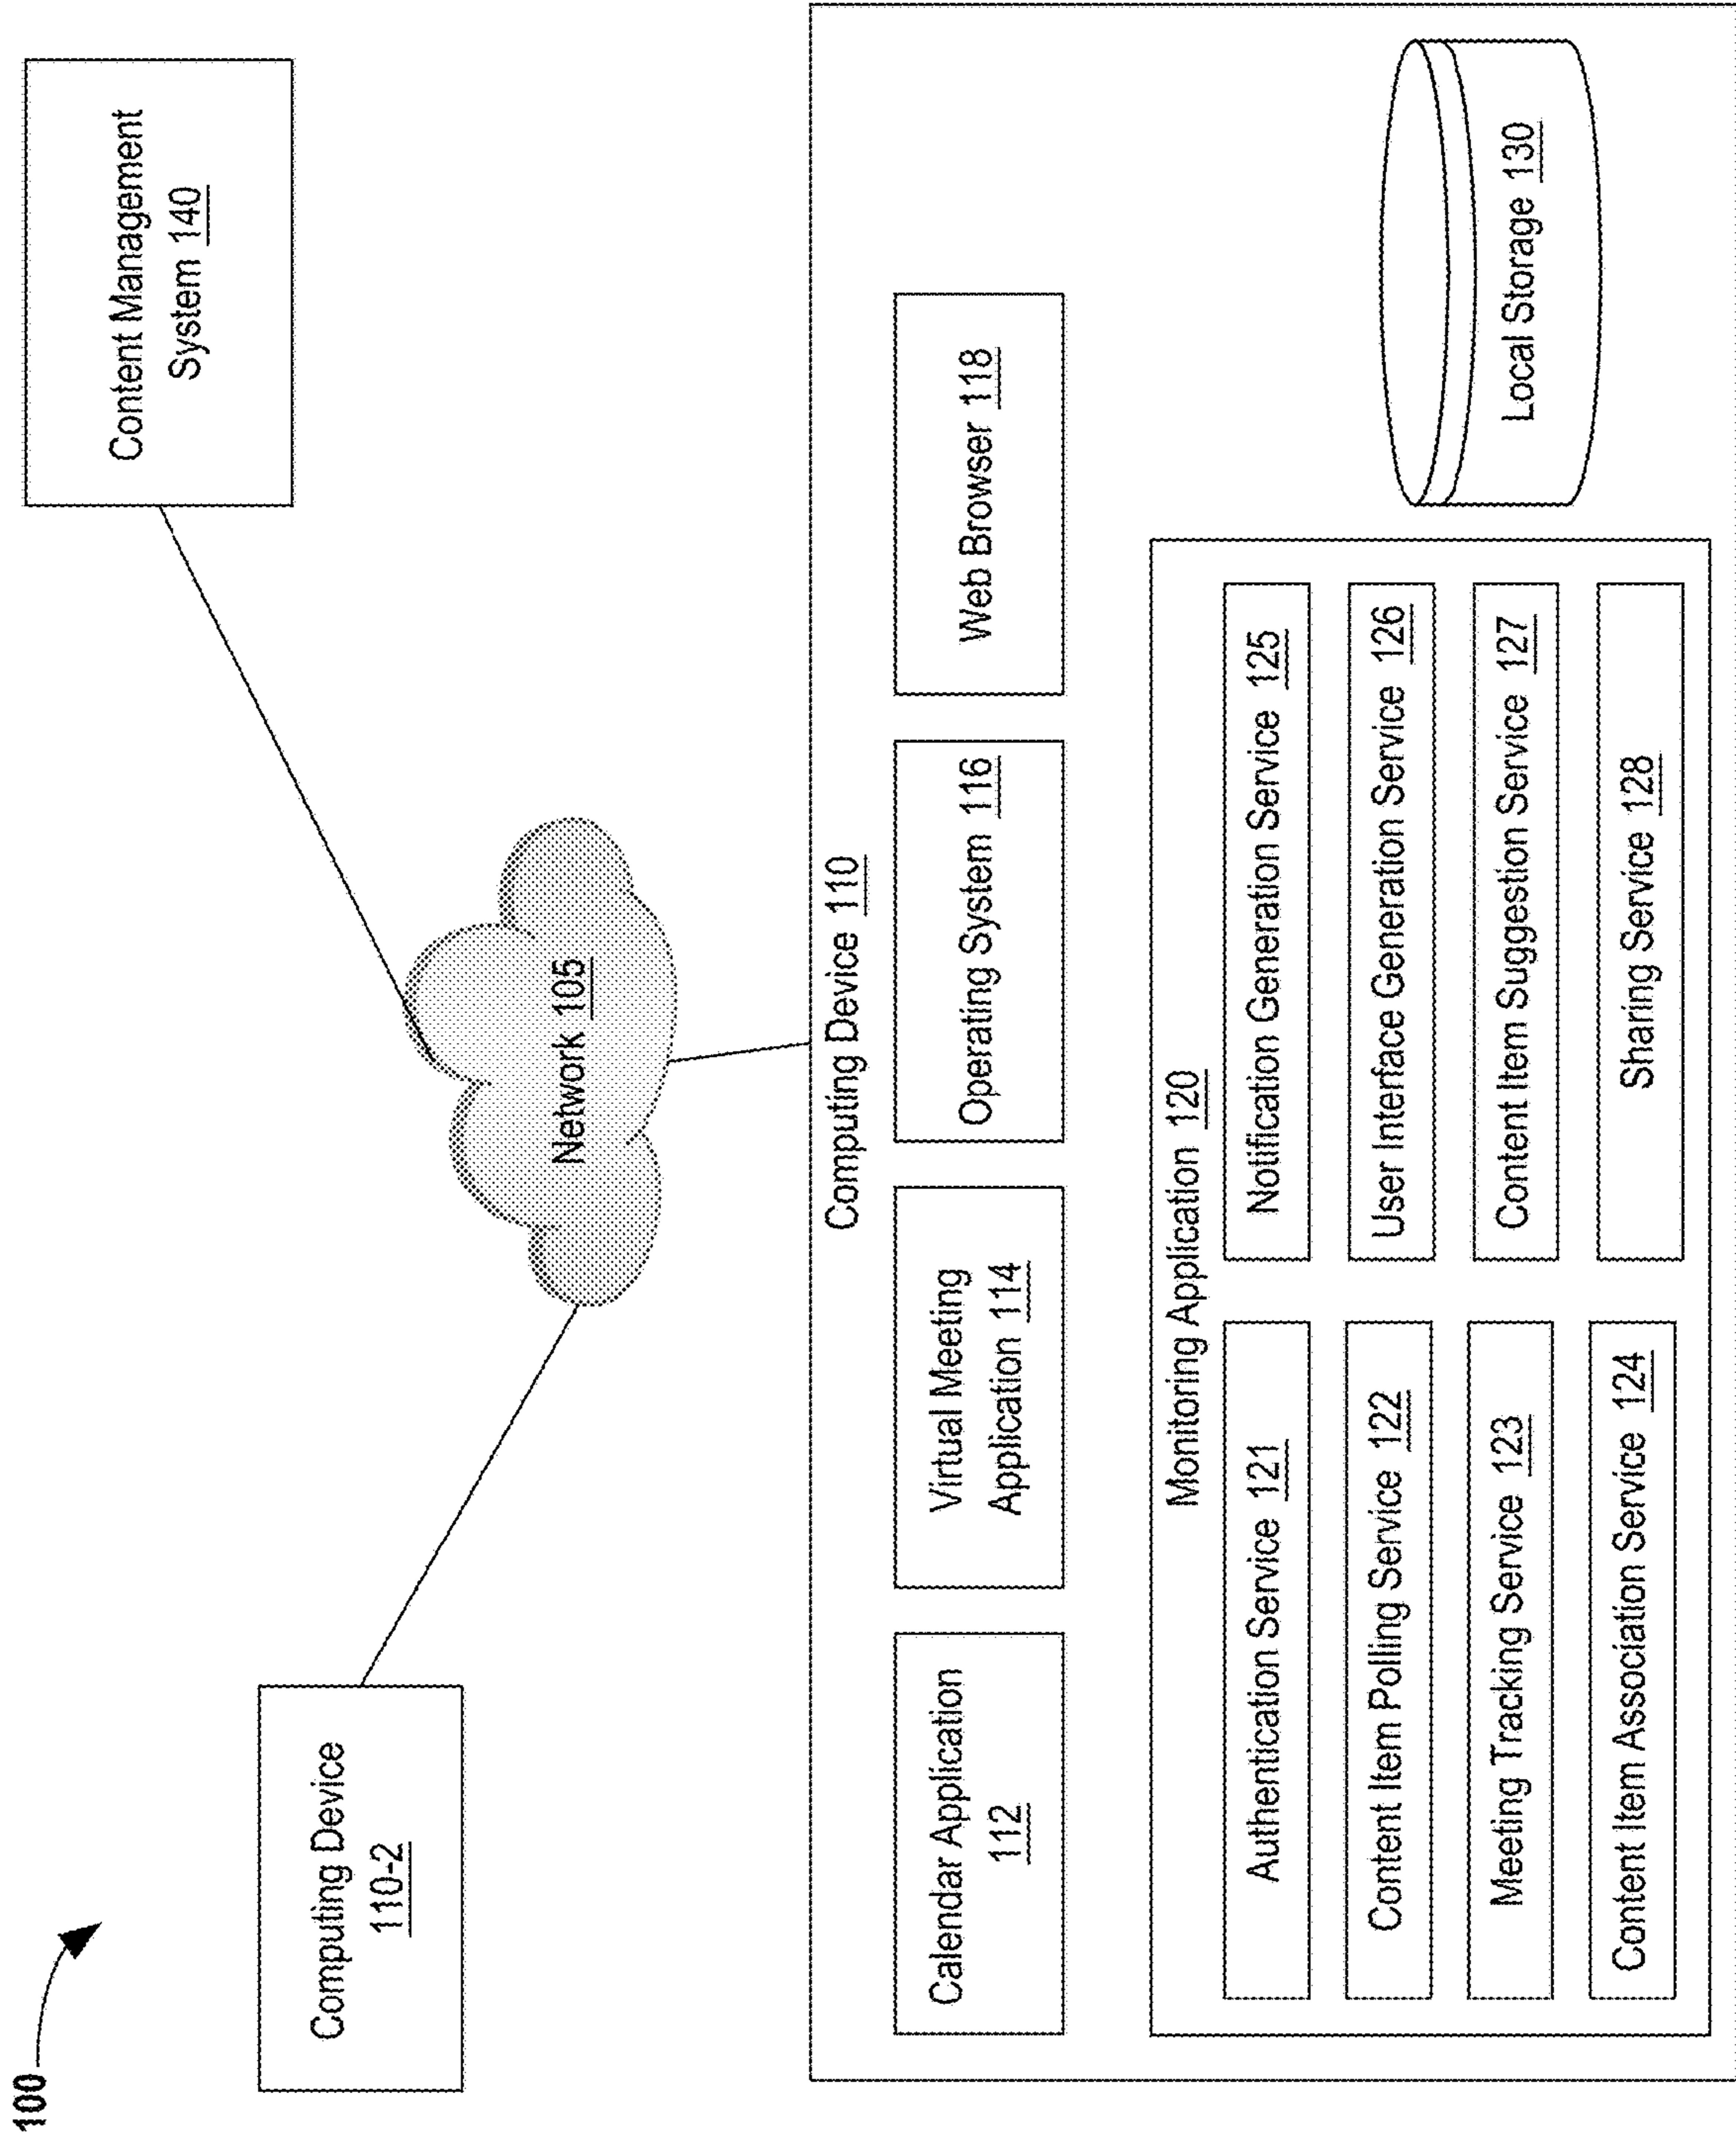 100
Computing Device
110-2
Content Management
System 140
Network 105
Computing Device 110
Calendar Application
112
Virtual Meeting
Application 114
Operating System 116
Web Browser 118
Monitoring Application 120
Authentication Service 121
Content Item Polling Service 122
Meeting Tracking Service 123
Content Item Association Service 124
Notification Generation Service 125
User Interface Generation Service 126
Content Item Suggestion Service 127
Sharing Service 128
Local Storage 130